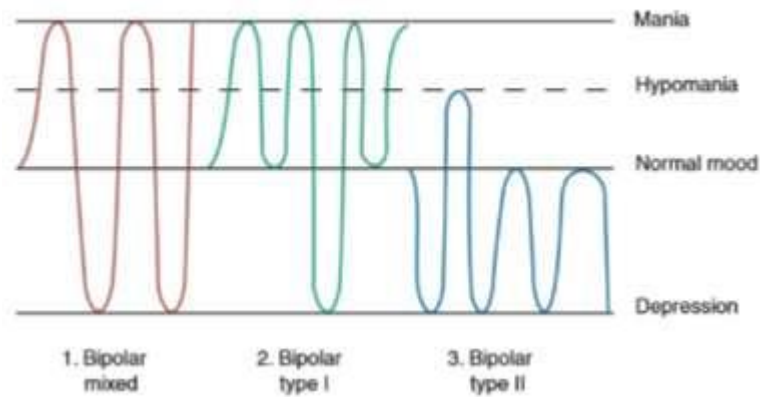 Mania
Hypomania
Normal mood
Depression
1. Bipolar
mixed
2. Bipolar
type I
3. Bipolar
type II